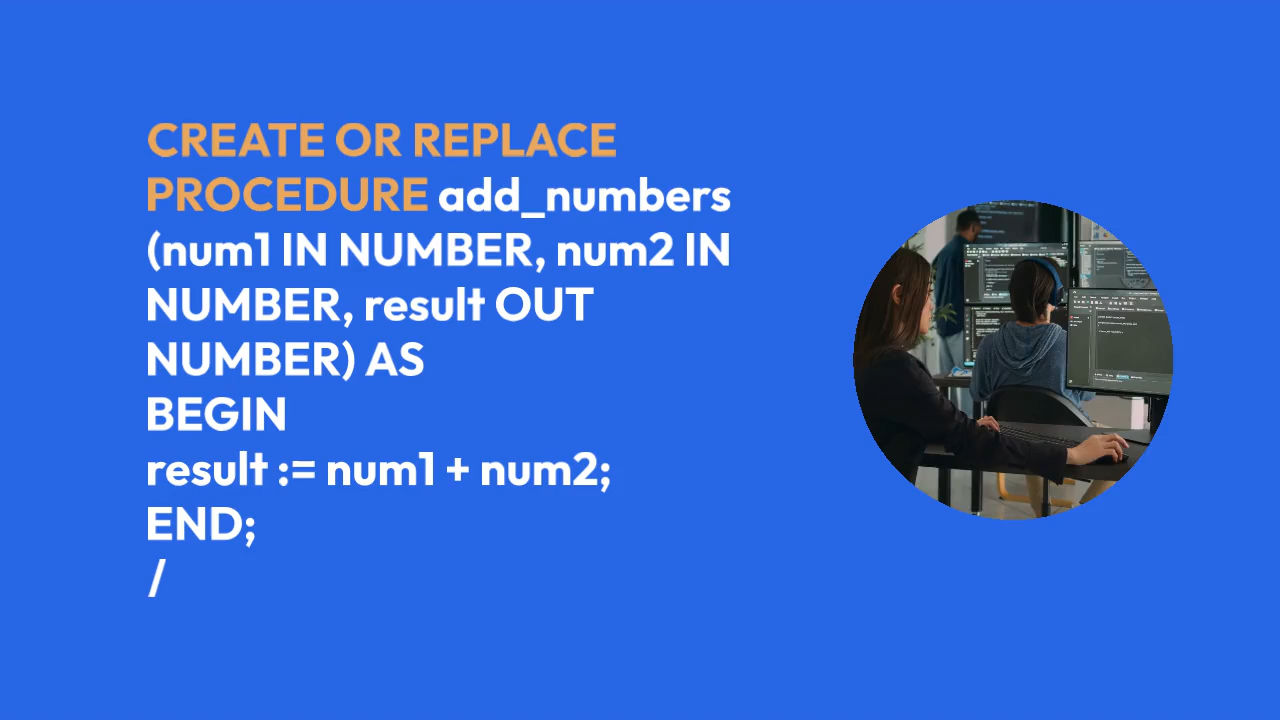 CREATE OR REPLACE
PROCEDURE add_numbers
(num1 IN NUMBER, num2 IN
NUMBER, result OUT
NUMBER) AS
BEGIN
result := num1 + num2;
END;
/